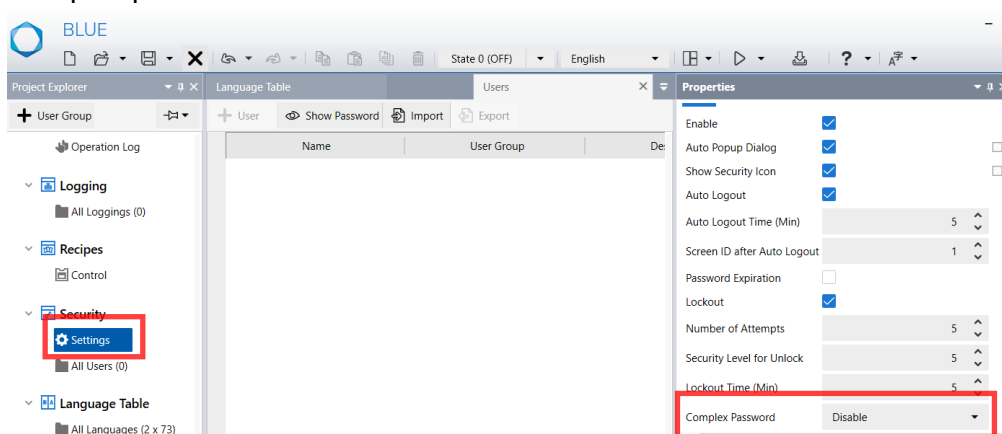 BLUE
State 0 (OFF) English ?
Project Explorer
User Group
Operation Log
Logging
All Loggings (0)
Recipes
Control
Security
Settings
All Users (0)
Language Table
All Languages (2 x 73)
Language Table Users
User Show Password Import Export
Name User Group
Properties
Enable
Auto Popup Dialog
Show Security Icon
Auto Logout
Auto Logout Time (Min) 5
Screen ID after Auto Logout 1
Password Expiration
Lockout
Number of Attempts 5
Security Level for Unlock 5
Lockout Time (Min) 5
Complex Password Disable